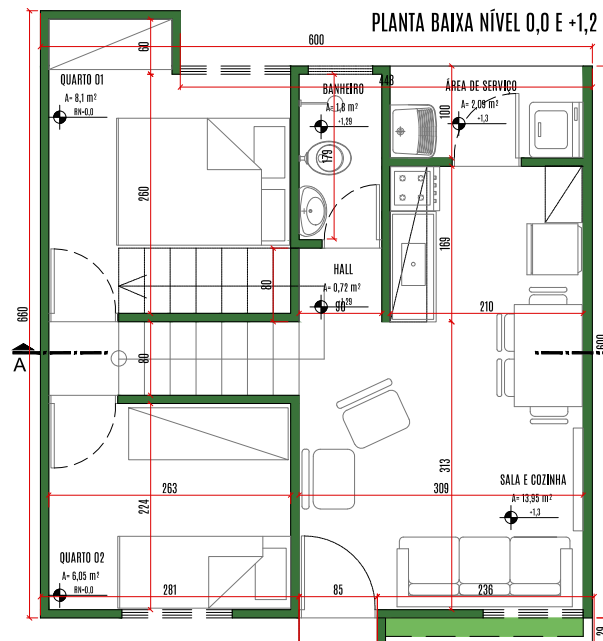 PLANTA BAIXA NÍVEL 0,0 E +1,2
600
60
448
QUARTO 01
A= 8,1 m²
RN=0.0
BANHEIRO
A= 1,8 m²
+1,29
ÁREA DE SERVIÇO
A= 2,09 m²
+1,3
100
179
260
169
80
HALL
A= 0,72 m²
+1,29
90
210
660
600
A
80
263
224
313
309
SALA E COZINHA
A= 13,95 m²
+1,3
QUARTO 02
A= 6,05 m²
RN=0.0
281
85
236